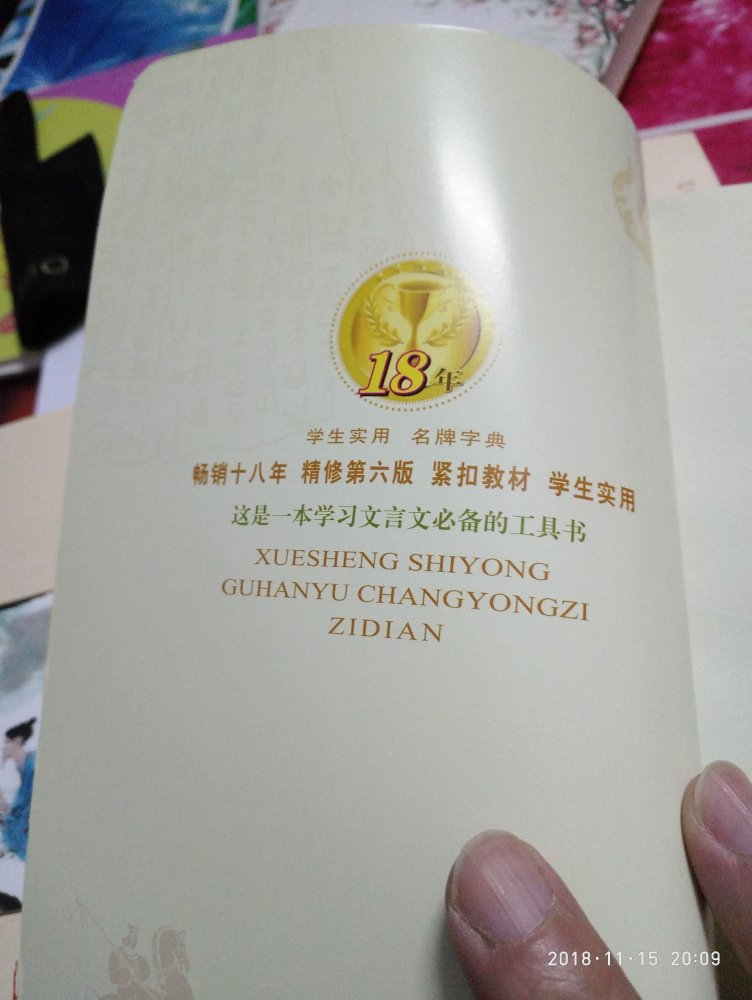 18年
学生实用 名牌字典
畅销十八年 精修第六版 紧扣教材 学生实用
这是一本学习文言文必备的工具书
XUESHENG SHIYONG
GUHANYU CHANGYONGZI
ZIDIAN
2018·11·15 20:09